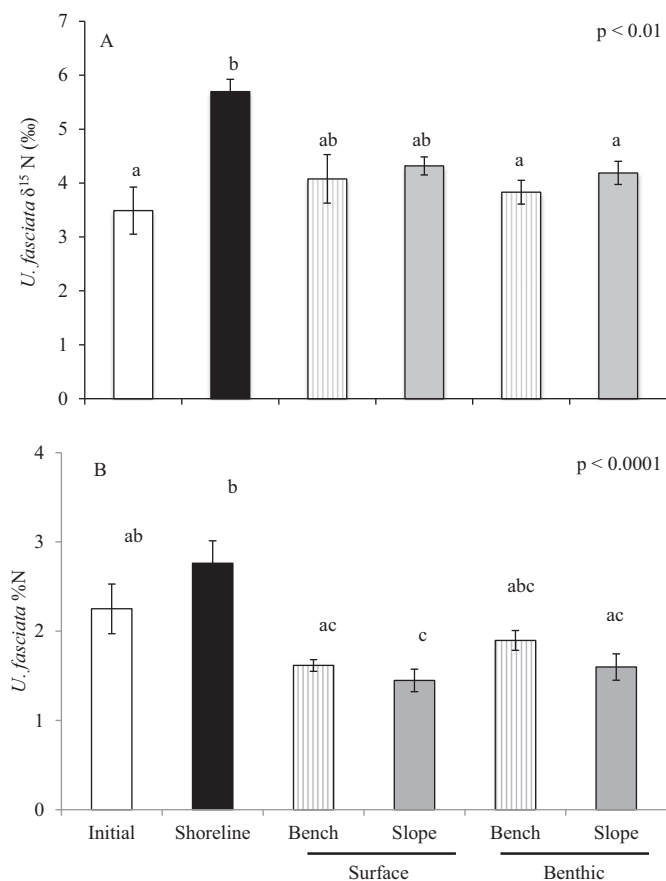 7
A
p < 0.01
b
6
5
ab
ab
a
a
a
4
3
2
1
0
U. fasciata δ¹⁵ N (‰)
4
B
p < 0.0001
b
ab
3
abc
ac
ac
c
2
1
0
U. fasciata %N
Initial Shoreline Bench Slope Bench Slope
Surface Benthic